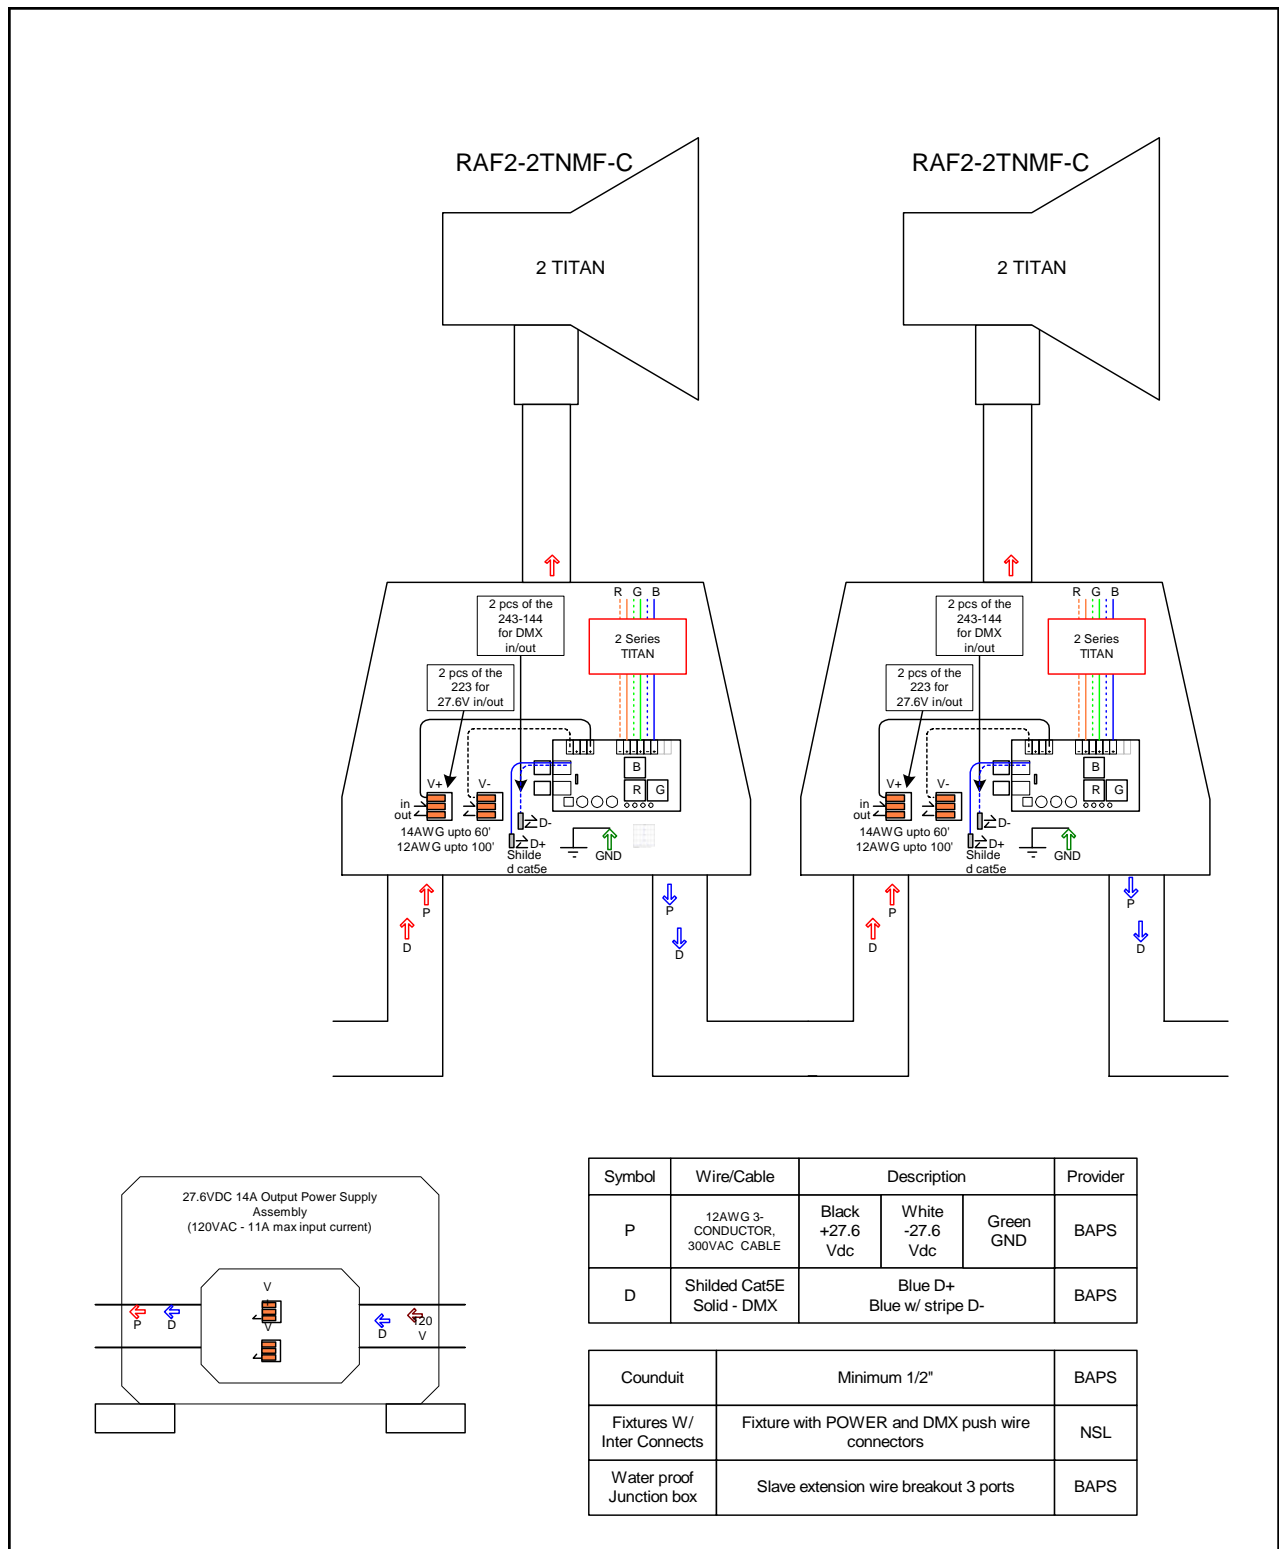 RAF2-2TNMF-C
2 TITAN
2 pcs of the
243-144
for DMX
in/out
R G B
2 Series
TITAN
2 pcs of the
223 for
27.6V in/out
B
R G
V+
V-
in
out
14AWG upto 60'
12AWG upto 100'
D-
D+
Shilde
d cat5e
GND
P
D
P
D
RAF2-2TNMF-C
2 TITAN
2 pcs of the
243-144
for DMX
in/out
R G B
2 Series
TITAN
2 pcs of the
223 for
27.6V in/out
B
R G
V+
V-
in
out
14AWG upto 60'
12AWG upto 100'
D-
D+
Shilde
d cat5e
GND
P
D
P
D
27.6VDC 14A Output Power Supply
Assembly
(120VAC - 11A max input current)
V
V
P
D
D
120
V
Symbol Wire/Cable Description Provider
P
12AWG 3-
CONDUCTOR,
300VAC CABLE
Black
+27.6
Vdc
White
-27.6
Vdc
Green
GND
BAPS
D
Shilded Cat5E
Solid - DMX
Blue D+
Blue w/ stripe D-
BAPS
Counduit Minimum 1/2" BAPS
Fixtures W/
Inter Connects
Fixture with POWER and DMX push wire
connectors
NSL
Water proof
Junction box
Slave extension wire breakout 3 ports
BAPS